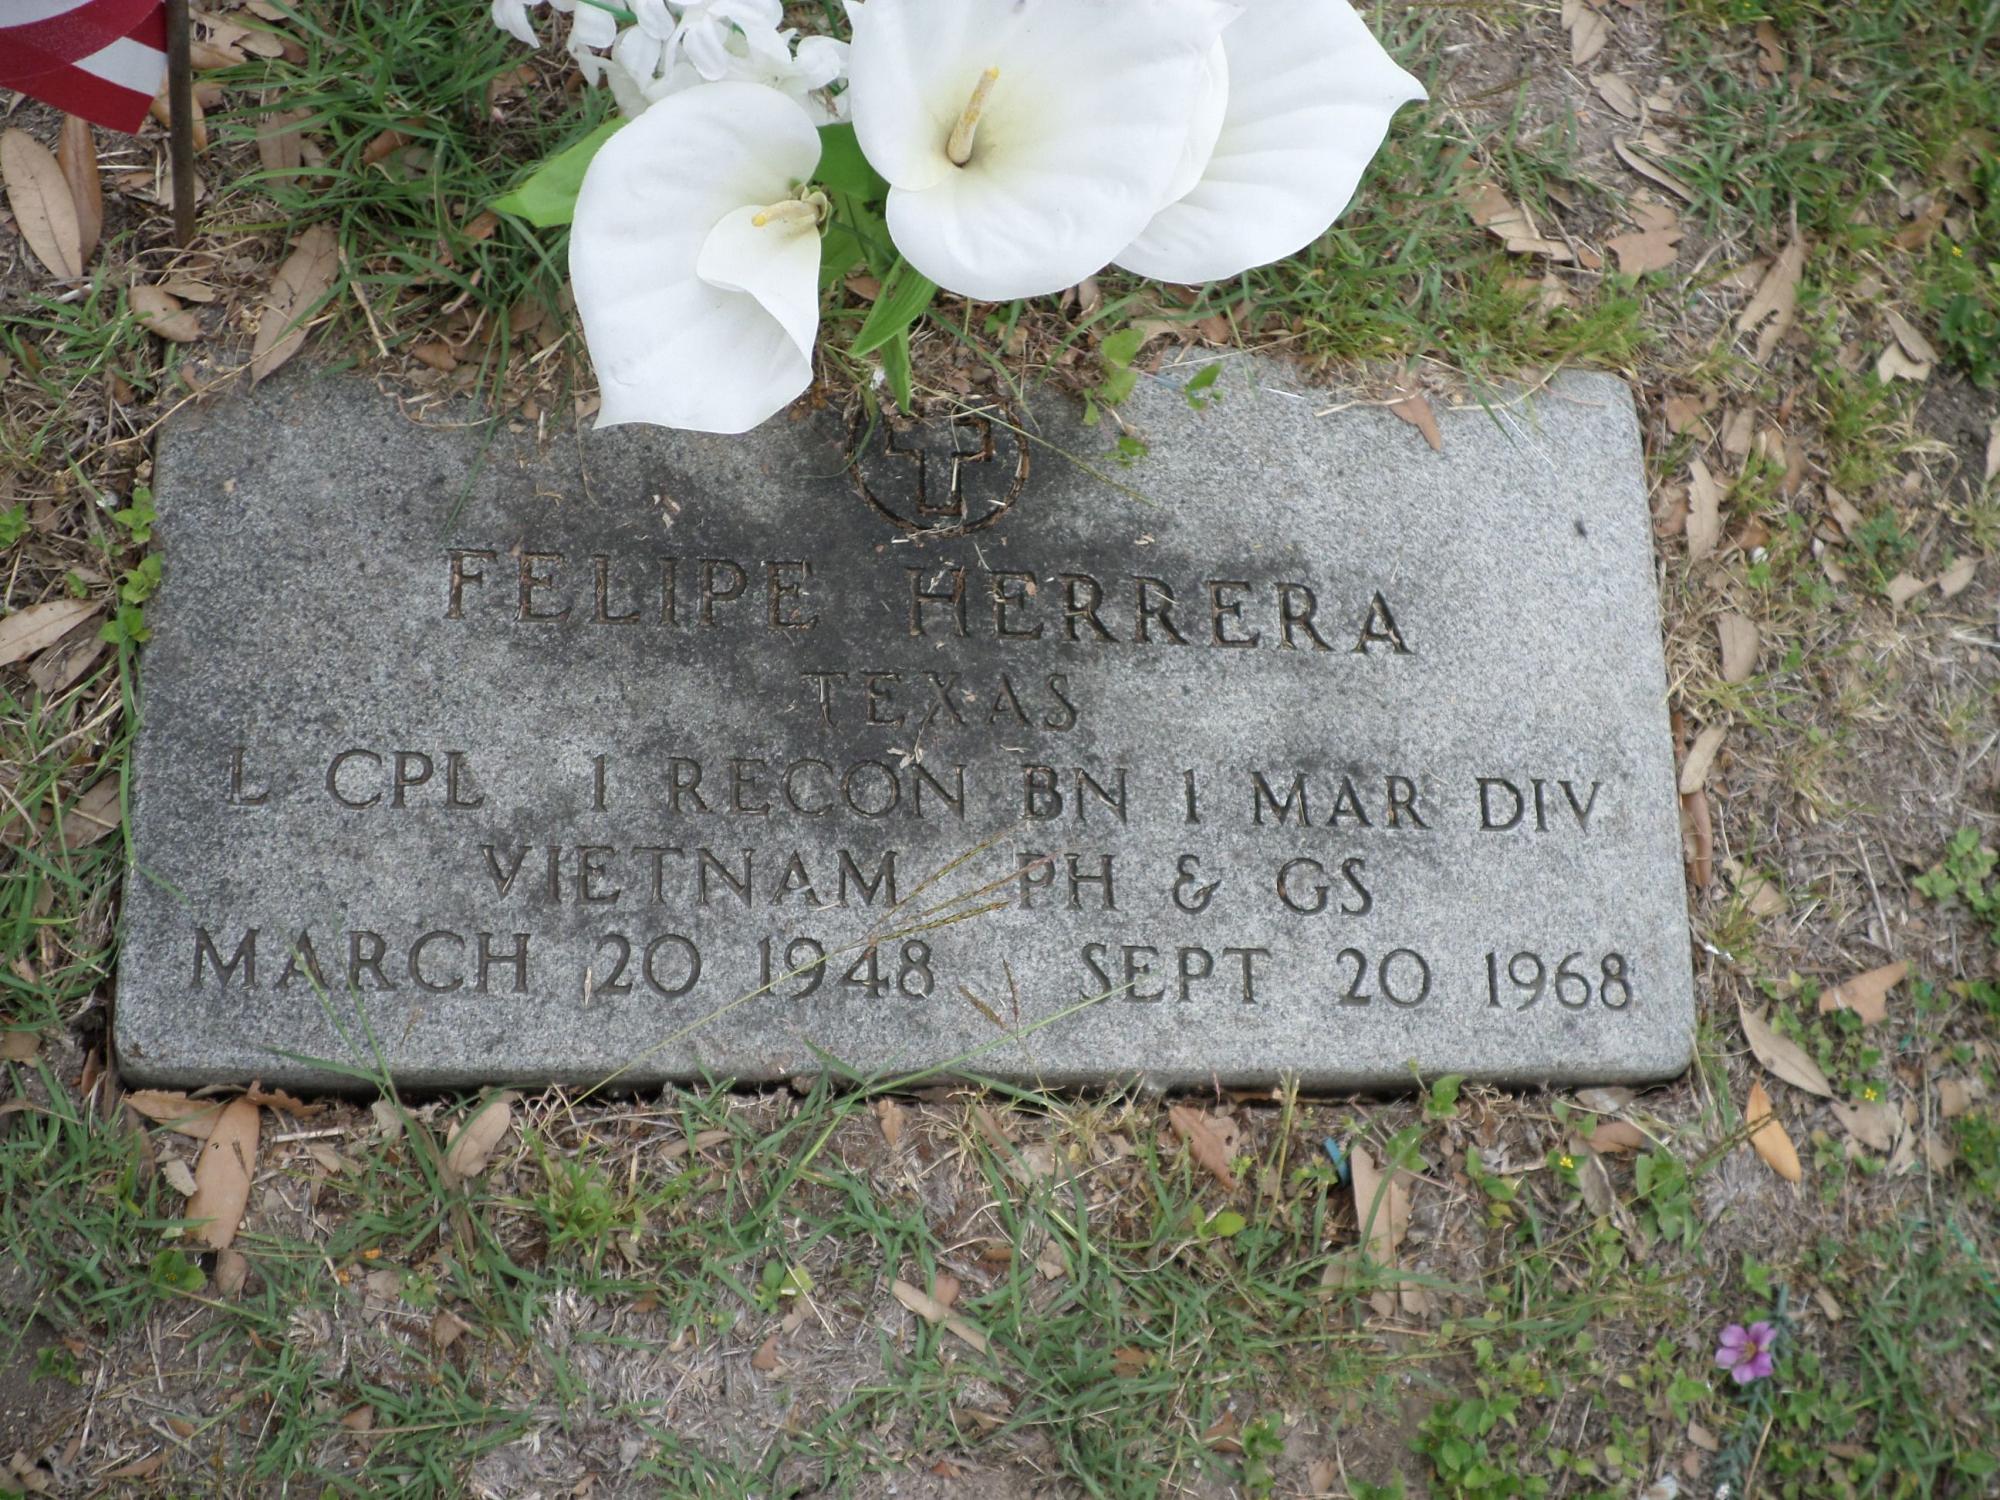 FELIPE HERRERA
TEXAS
L CPL 1 RECON BN 1 MAR DIV
VIETNAM PH & GS
MARCH 20 1948 SEPT 20 1968